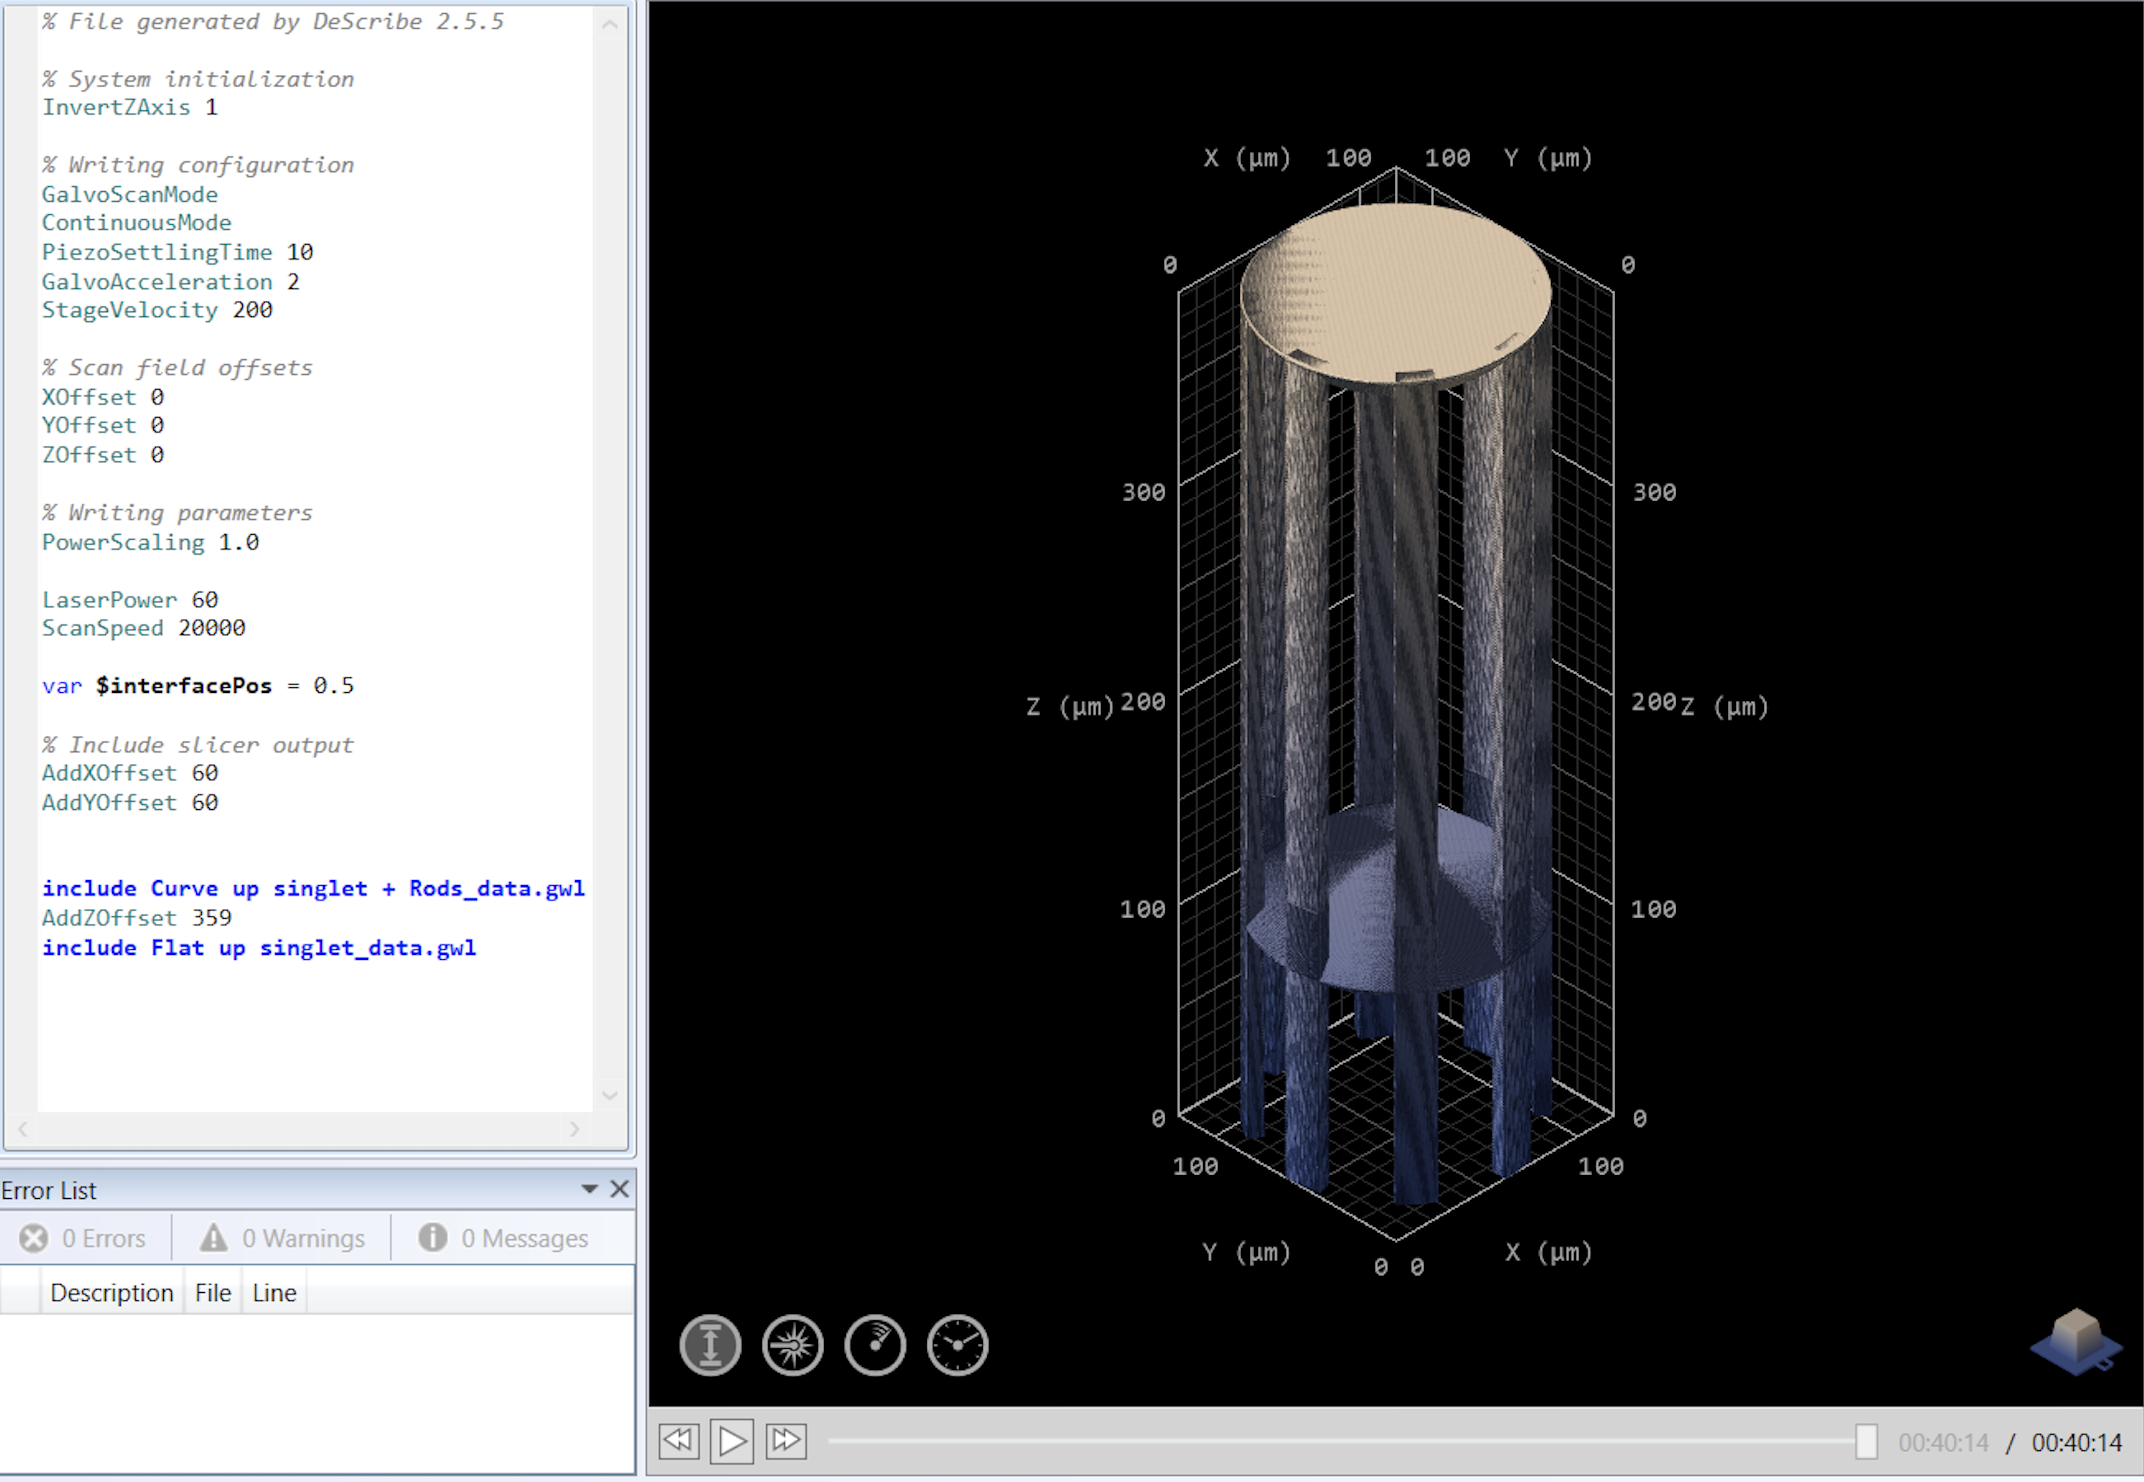 % File generated by DeScribe 2.5.5
% System initialization
InvertZAxis 1
% Writing configuration
GalvoScanMode
ContinuousMode
PiezoSettlingTime 10
GalvoAcceleration 2
StageVelocity 200
% Scan field offsets
XOffset 0
YOffset 0
ZOffset 0
% Writing parameters
PowerScaling 1.0
LaserPower 60
ScanSpeed 20000
var $interfacePos = 0.5
% Include slicer output
AddXOffset 60
AddYOffset 60
include Curve up singlet + Rods_data.gwl
AddZOffset 359
include Flat up singlet_data.gwl
Error List
0 Errors 0 Warnings 0 Messages
Description File Line
X (µm) 100 100 Y (µm)
0 0
300 300
Z (µm) 200 200 Z (µm)
100 100
0 0
100 100
Y (µm) X (µm)
0 0
00:40:14 / 00:40:14